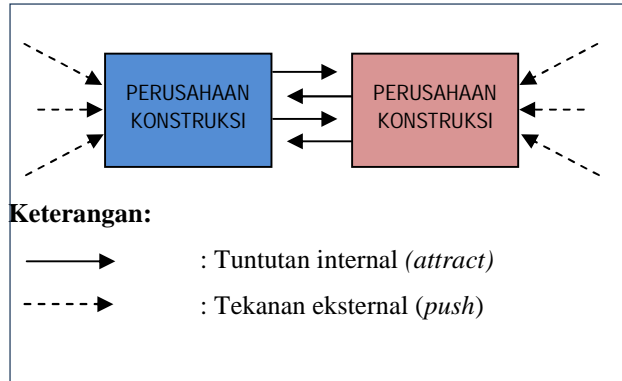 PERUSAHAAN
KONSTRUKSI
PERUSAHAAN
KONSTRUKSI
Keterangan:
: Tuntutan internal (attract)
: Tekanan eksternal (push)